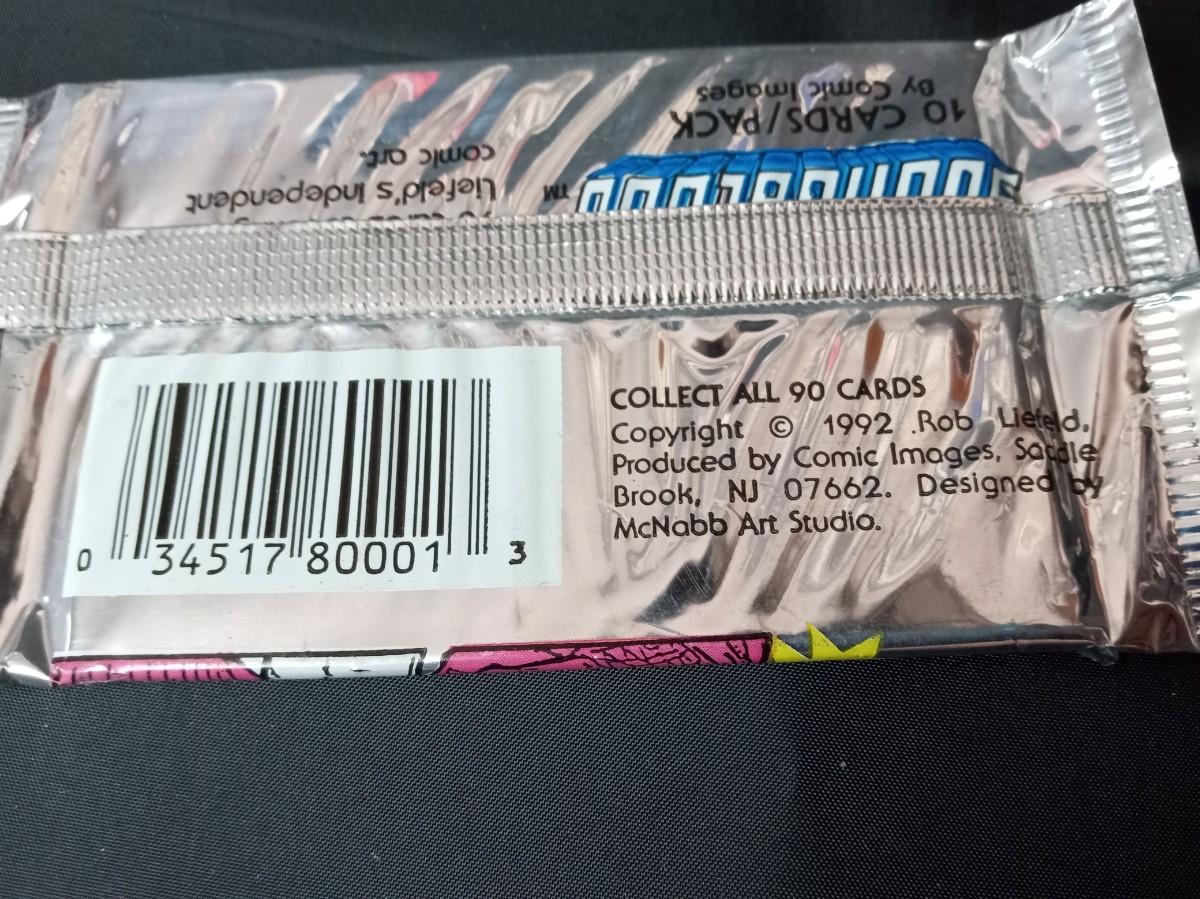 10 CARDS/PACK
By Comic Images
™
Liefeld's Independent
comic art.
COLLECT ALL 90 CARDS
Copyright © 1992 .Rob Liefeld,
Produced by Comic Images, Saddle
Brook, NJ 07662. Designed by
McNabb Art Studio.
0 34517 80001 3